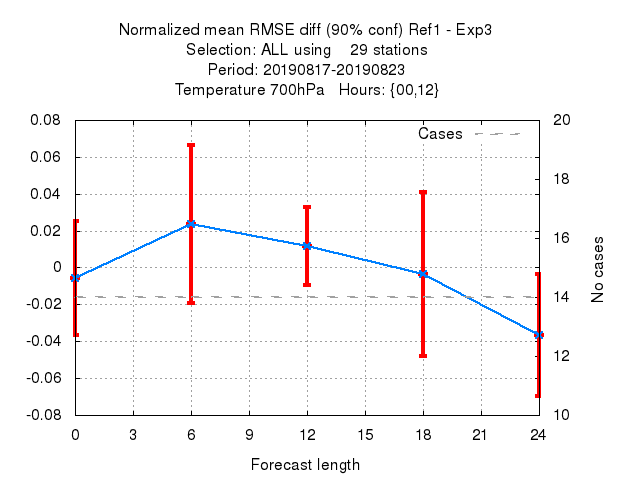 Normalized mean RMSE diff (90% conf) Ref1 - Exp3
Selection: ALL using    29 stations
Period: 20190817-20190823
Temperature 700hPa   Hours: {00,12}
Cases
0.08
0.06
0.04
0.02
0
-0.02
-0.04
-0.06
-0.08
20
18
16
14
12
10
No cases
0 3 6 9 12 15 18 21 24
Forecast length